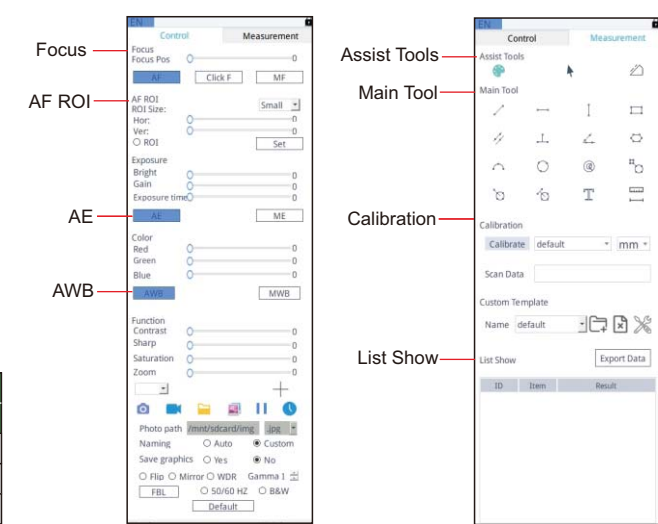 EN
Control Measurement
Focus
Focus
Focus Pos 0
AF Click F MF
AF ROI
AF ROI
ROI Size: Small
Hor: 0
Ver: 0
ROI Set
Exposure
Bright 0
Gain 0
Exposure time 0
AE
AE ME
Color
Red 0
Green 0
Blue 0
AWB
AWB MWB
Function
Contrast 0
Sharp 0
Saturation 0
Zoom 0
Photo path /mnt/sdcard/img .jpg
Naming Auto Custom
Save graphics Yes No
Flip Mirror WDR Gamma 1
FBL 50/60 HZ B&W
Default
EN
Control Measurement
Assist Tools
Assist Tools
Main Tool
Main Tool
T
Calibration
Calibration
Calibrate default mm
Scan Data
Custom Template
Name default
List Show
List Show Export Data
ID Item Result